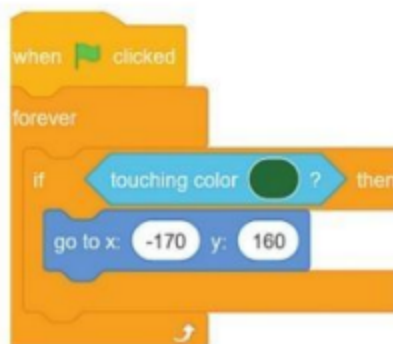 when clicked
forever
if touching color ? then
go to x: -170 y: 160